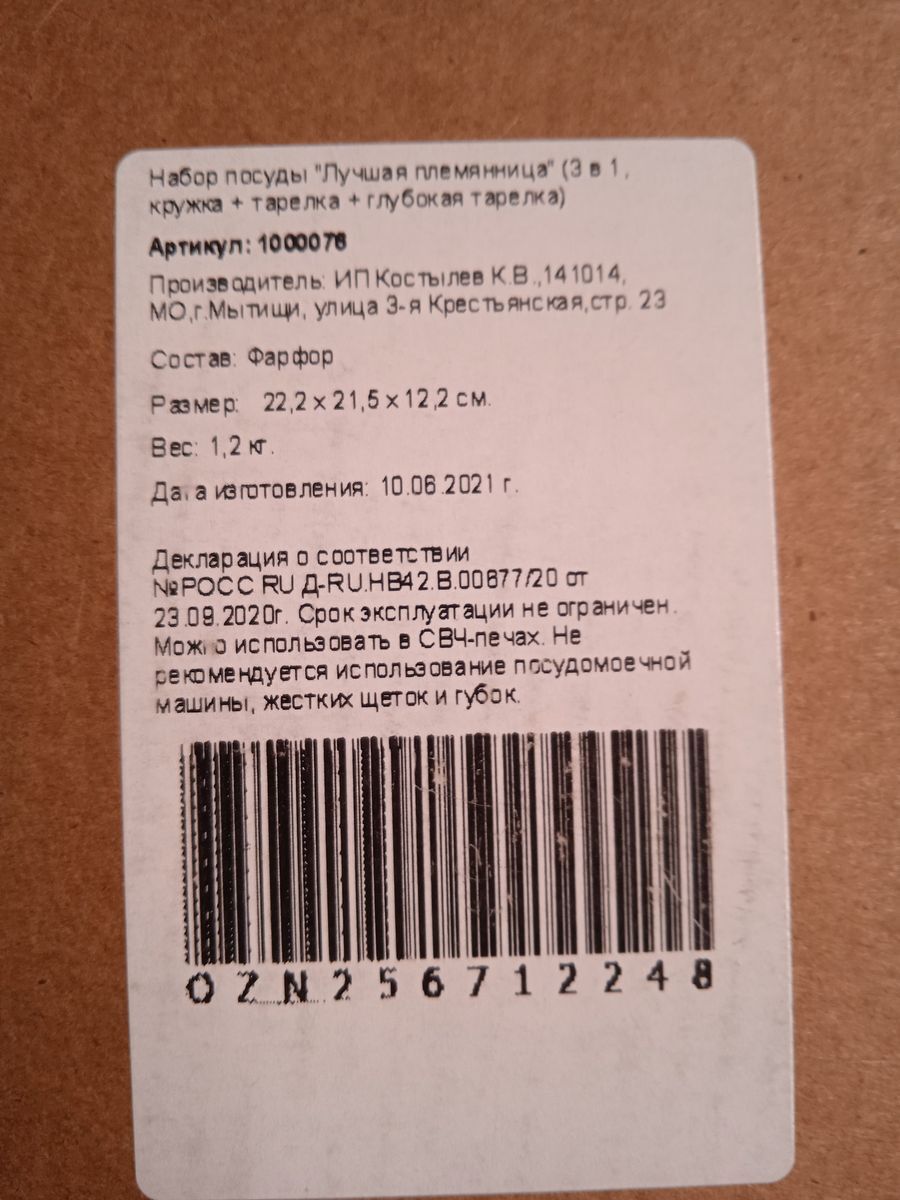 Набор посуды "Лучшая племянница" (3 в 1,
кружка + тарелка + глубокая тарелка)
Артикул: 1000076
Производитель: ИП Костылев К.В.,141014,
МО,г.Мытищи, улица 3-я Крестьянская,стр. 23
Состав: Фарфор
Размер: 22,2 x 21,5 x 12,2 см.
Вес: 1,2 кг.
Дата изготовления: 10.06.2021 г.
Декларация о соответствии
№РОСС RU Д-RU.НВ42.В.00677/20 от
23.09.2020г. Срок эксплуатации не ограничен.
Можно использовать в СВЧ-печах. Не
рекомендуется использование посудомоечной
машины, жестких щеток и губок.
OZN256712248